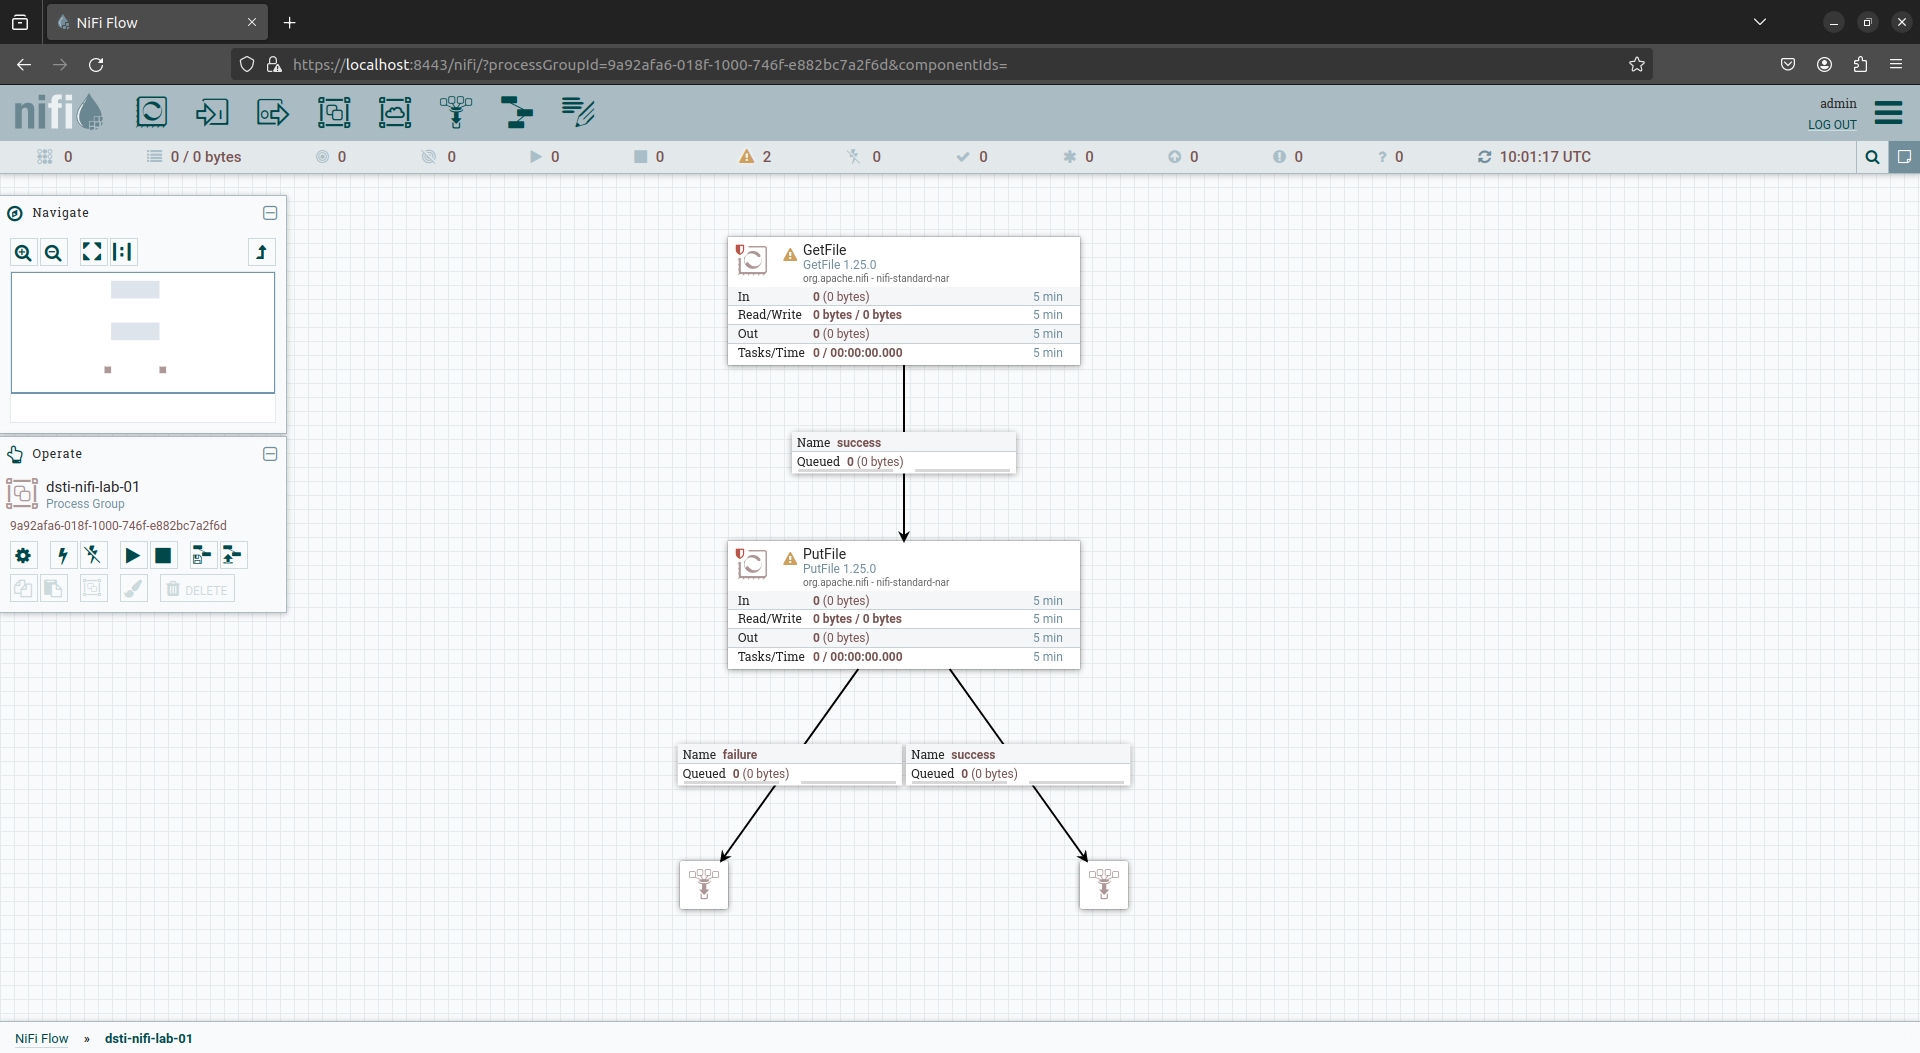 NiFi Flow
https://localhost:8443/nifi/?processGroupId=9a92afa6-018f-1000-746f-e882bc7a2f6d&componentIds=
nifi
admin
LOG OUT
0
0 / 0 bytes
0
0
0
0
2
0
0
0
0
0
0
10:01:17 UTC
Navigate
Operate
dsti-nifi-lab-01
Process Group
9a92afa6-018f-1000-746f-e882bc7a2f6d
DELETE
GetFile
GetFile 1.25.0
org.apache.nifi - nifi-standard-nar
In 0 (0 bytes) 5 min
Read/Write 0 bytes / 0 bytes 5 min
Out 0 (0 bytes) 5 min
Tasks/Time 0 / 00:00:00.000 5 min
Name success
Queued 0 (0 bytes)
PutFile
PutFile 1.25.0
org.apache.nifi - nifi-standard-nar
In 0 (0 bytes) 5 min
Read/Write 0 bytes / 0 bytes 5 min
Out 0 (0 bytes) 5 min
Tasks/Time 0 / 00:00:00.000 5 min
Name failure
Queued 0 (0 bytes)
Name success
Queued 0 (0 bytes)
NiFi Flow » dsti-nifi-lab-01